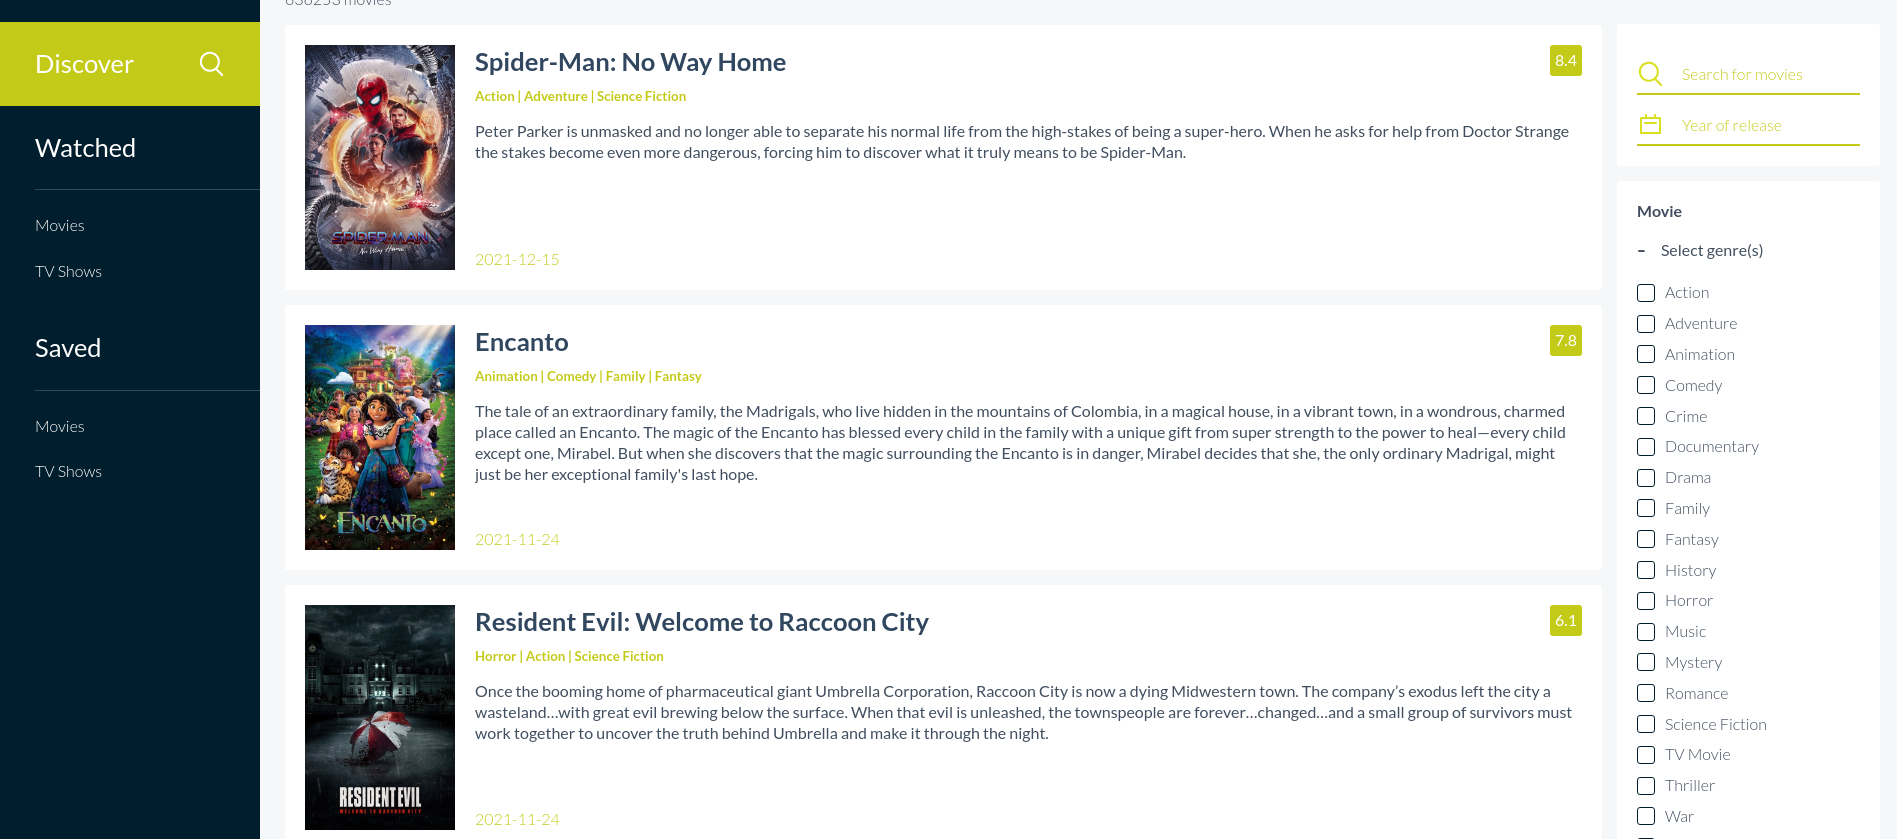 Discover
Watched
Movies
TV Shows
Saved
Movies
TV Shows
Spider-Man: No Way Home
8.4
Action | Adventure | Science Fiction
Peter Parker is unmasked and no longer able to separate his normal life from the high-stakes of being a super-hero. When he asks for help from Doctor Strange
the stakes become even more dangerous, forcing him to discover what it truly means to be Spider-Man.
2021-12-15
SPIDER-MAN
No Way Home
Encanto
7.8
Animation | Comedy | Family | Fantasy
The tale of an extraordinary family, the Madrigals, who live hidden in the mountains of Colombia, in a magical house, in a vibrant town, in a wondrous, charmed
place called an Encanto. The magic of the Encanto has blessed every child in the family with a unique gift from super strength to the power to heal—every child
except one, Mirabel. But when she discovers that the magic surrounding the Encanto is in danger, Mirabel decides that she, the only ordinary Madrigal, might
just be her exceptional family's last hope.
2021-11-24
ENCANTO
Resident Evil: Welcome to Raccoon City
6.1
Horror | Action | Science Fiction
Once the booming home of pharmaceutical giant Umbrella Corporation, Raccoon City is now a dying Midwestern town. The company’s exodus left the city a
wasteland…with great evil brewing below the surface. When that evil is unleashed, the townspeople are forever…changed…and a small group of survivors must
work together to uncover the truth behind Umbrella and make it through the night.
2021-11-24
RESIDENT EVIL
WELCOME TO RACCOON CITY
Search for movies
Year of release
Movie
- Select genre(s)
Action
Adventure
Animation
Comedy
Crime
Documentary
Drama
Family
Fantasy
History
Horror
Music
Mystery
Romance
Science Fiction
TV Movie
Thriller
War